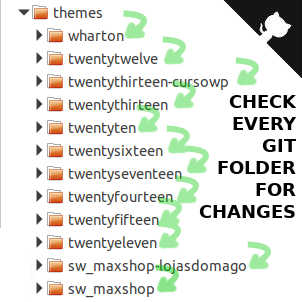 themes
wharton
twentytwelve
twentythirteen-cursowp
twentythirteen
twentyten
twentysixteen
twentyseventeen
twentyfourteen
twentyfifteen
twentyeleven
sw_maxshop-lojasdomago
sw_maxshop
CHECK
EVERY
GIT
FOLDER
FOR
CHANGES